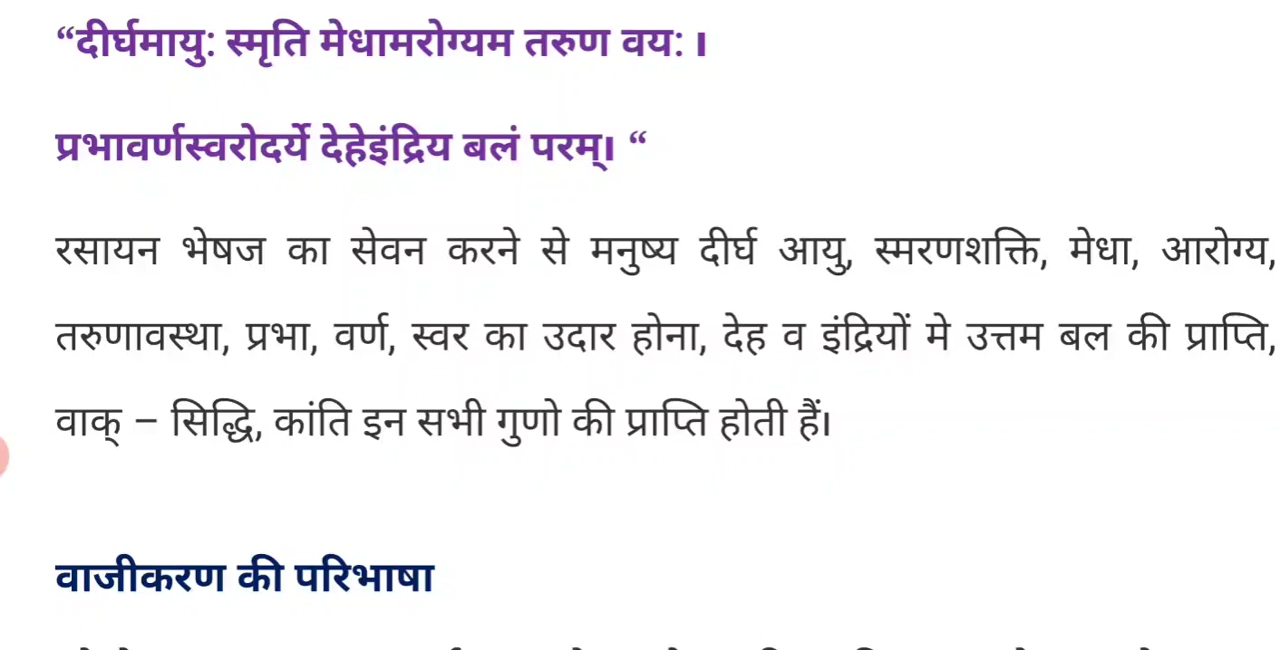 “दीर्घमायु: स्मृति मेधामरोग्यम तरुण वय: ।
प्रभावर्णस्वरोदर्ये देहेइंद्रिय बलं परम्। “
रसायन भेषज का सेवन करने से मनुष्य दीर्घ आयु, स्मरणशक्ति, मेधा, आरोग्य,
तरुणावस्था, प्रभा, वर्ण, स्वर का उदार होना, देह व इंद्रियों मे उत्तम बल की प्राप्ति,
वाक् – सिद्धि, कांति इन सभी गुणो की प्राप्ति होती हैं।
वाजीकरण की परिभाषा